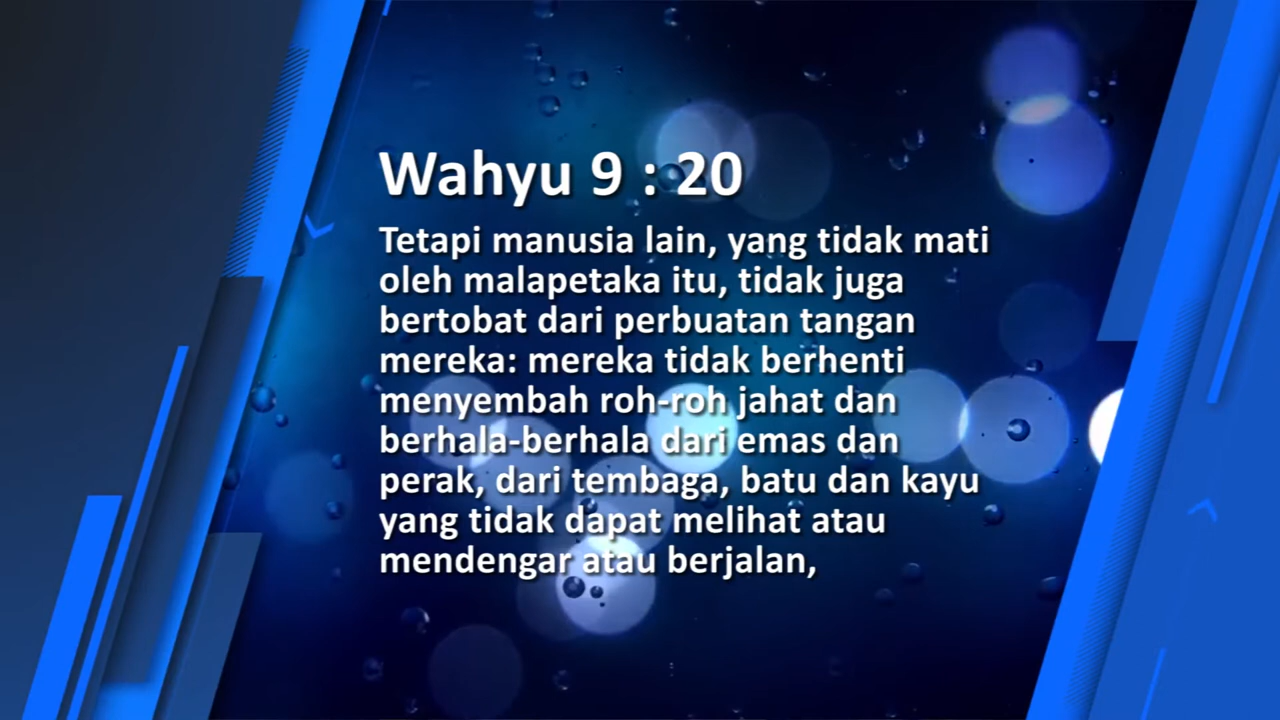 Wahyu 9 : 20
Tetapi manusia lain, yang tidak mati
oleh malapetaka itu, tidak juga
bertobat dari perbuatan tangan
mereka: mereka tidak berhenti
menyembah roh-roh jahat dan
berhala-berhala dari emas dan
perak, dari tembaga, batu dan kayu
yang tidak dapat melihat atau
mendengar atau berjalan,